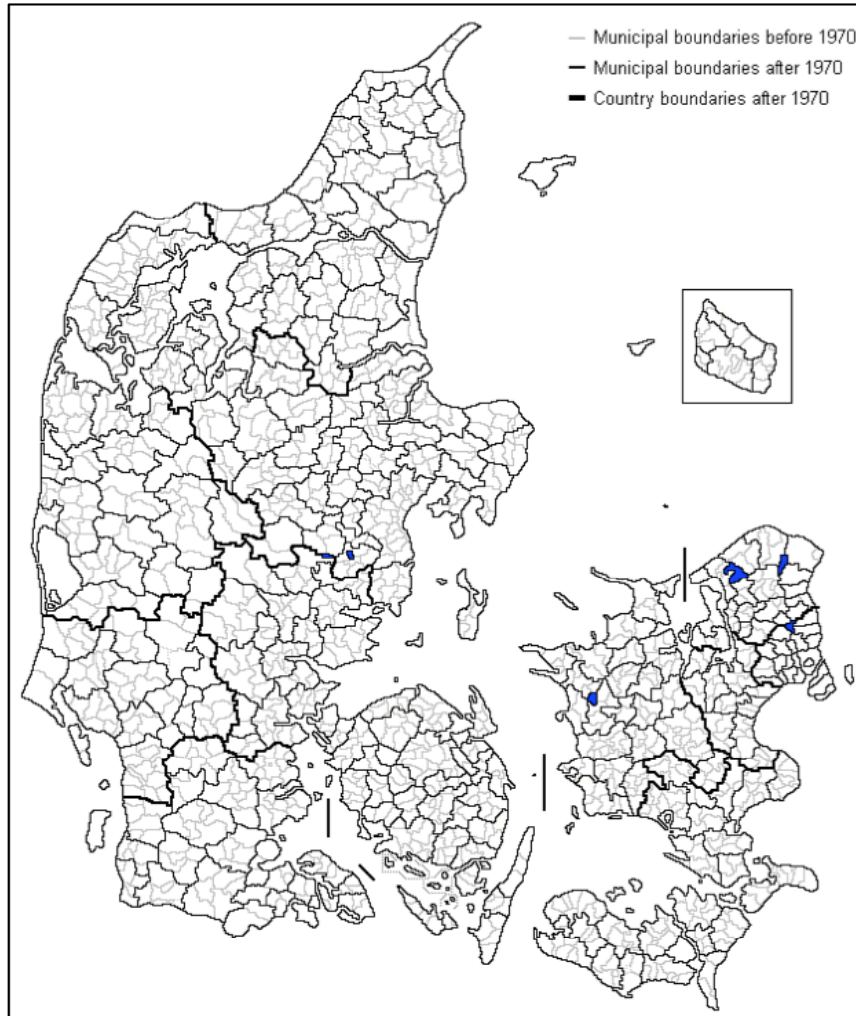 Municipal boundaries before 1970
Municipal boundaries after 1970
Country boundaries after 1970